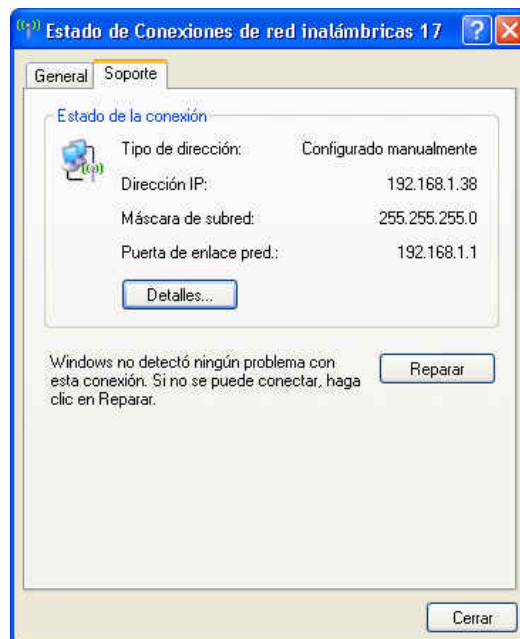 Estado de Conexiones de red inalámbricas 17
General Soporte
Estado de la conexión
Tipo de dirección: Configurado manualmente
Dirección IP: 192.168.1.38
Máscara de subred: 255.255.255.0
Puerta de enlace pred.: 192.168.1.1
Detalles...
Windows no detectó ningún problema con
esta conexión. Si no se puede conectar, haga
clic en Reparar.
Reparar
Cerrar